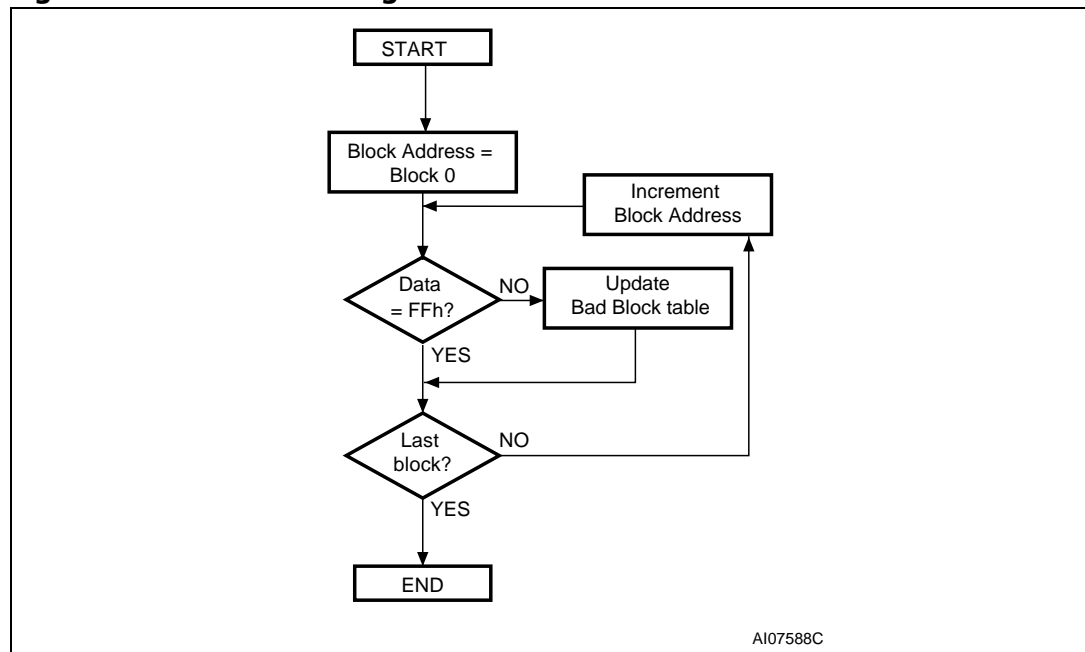 START
Block Address =
Block 0
Increment
Block Address
Data
= FFh?
NO
Update
Bad Block table
YES
Last
block?
NO
YES
END
AI07588C